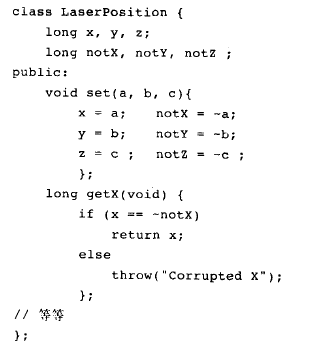 class LaserPosition {
long x, y, z;
long notX, notY, notZ ;
public:
void set(a, b, c){
x = a; notX = ~a;
y = b; notY = ~b;
z = c ; notZ = ~c ;
};
long getX(void) {
if (x == ~notX)
return x;
else
throw("Corrupted X");
};
// 等等
};